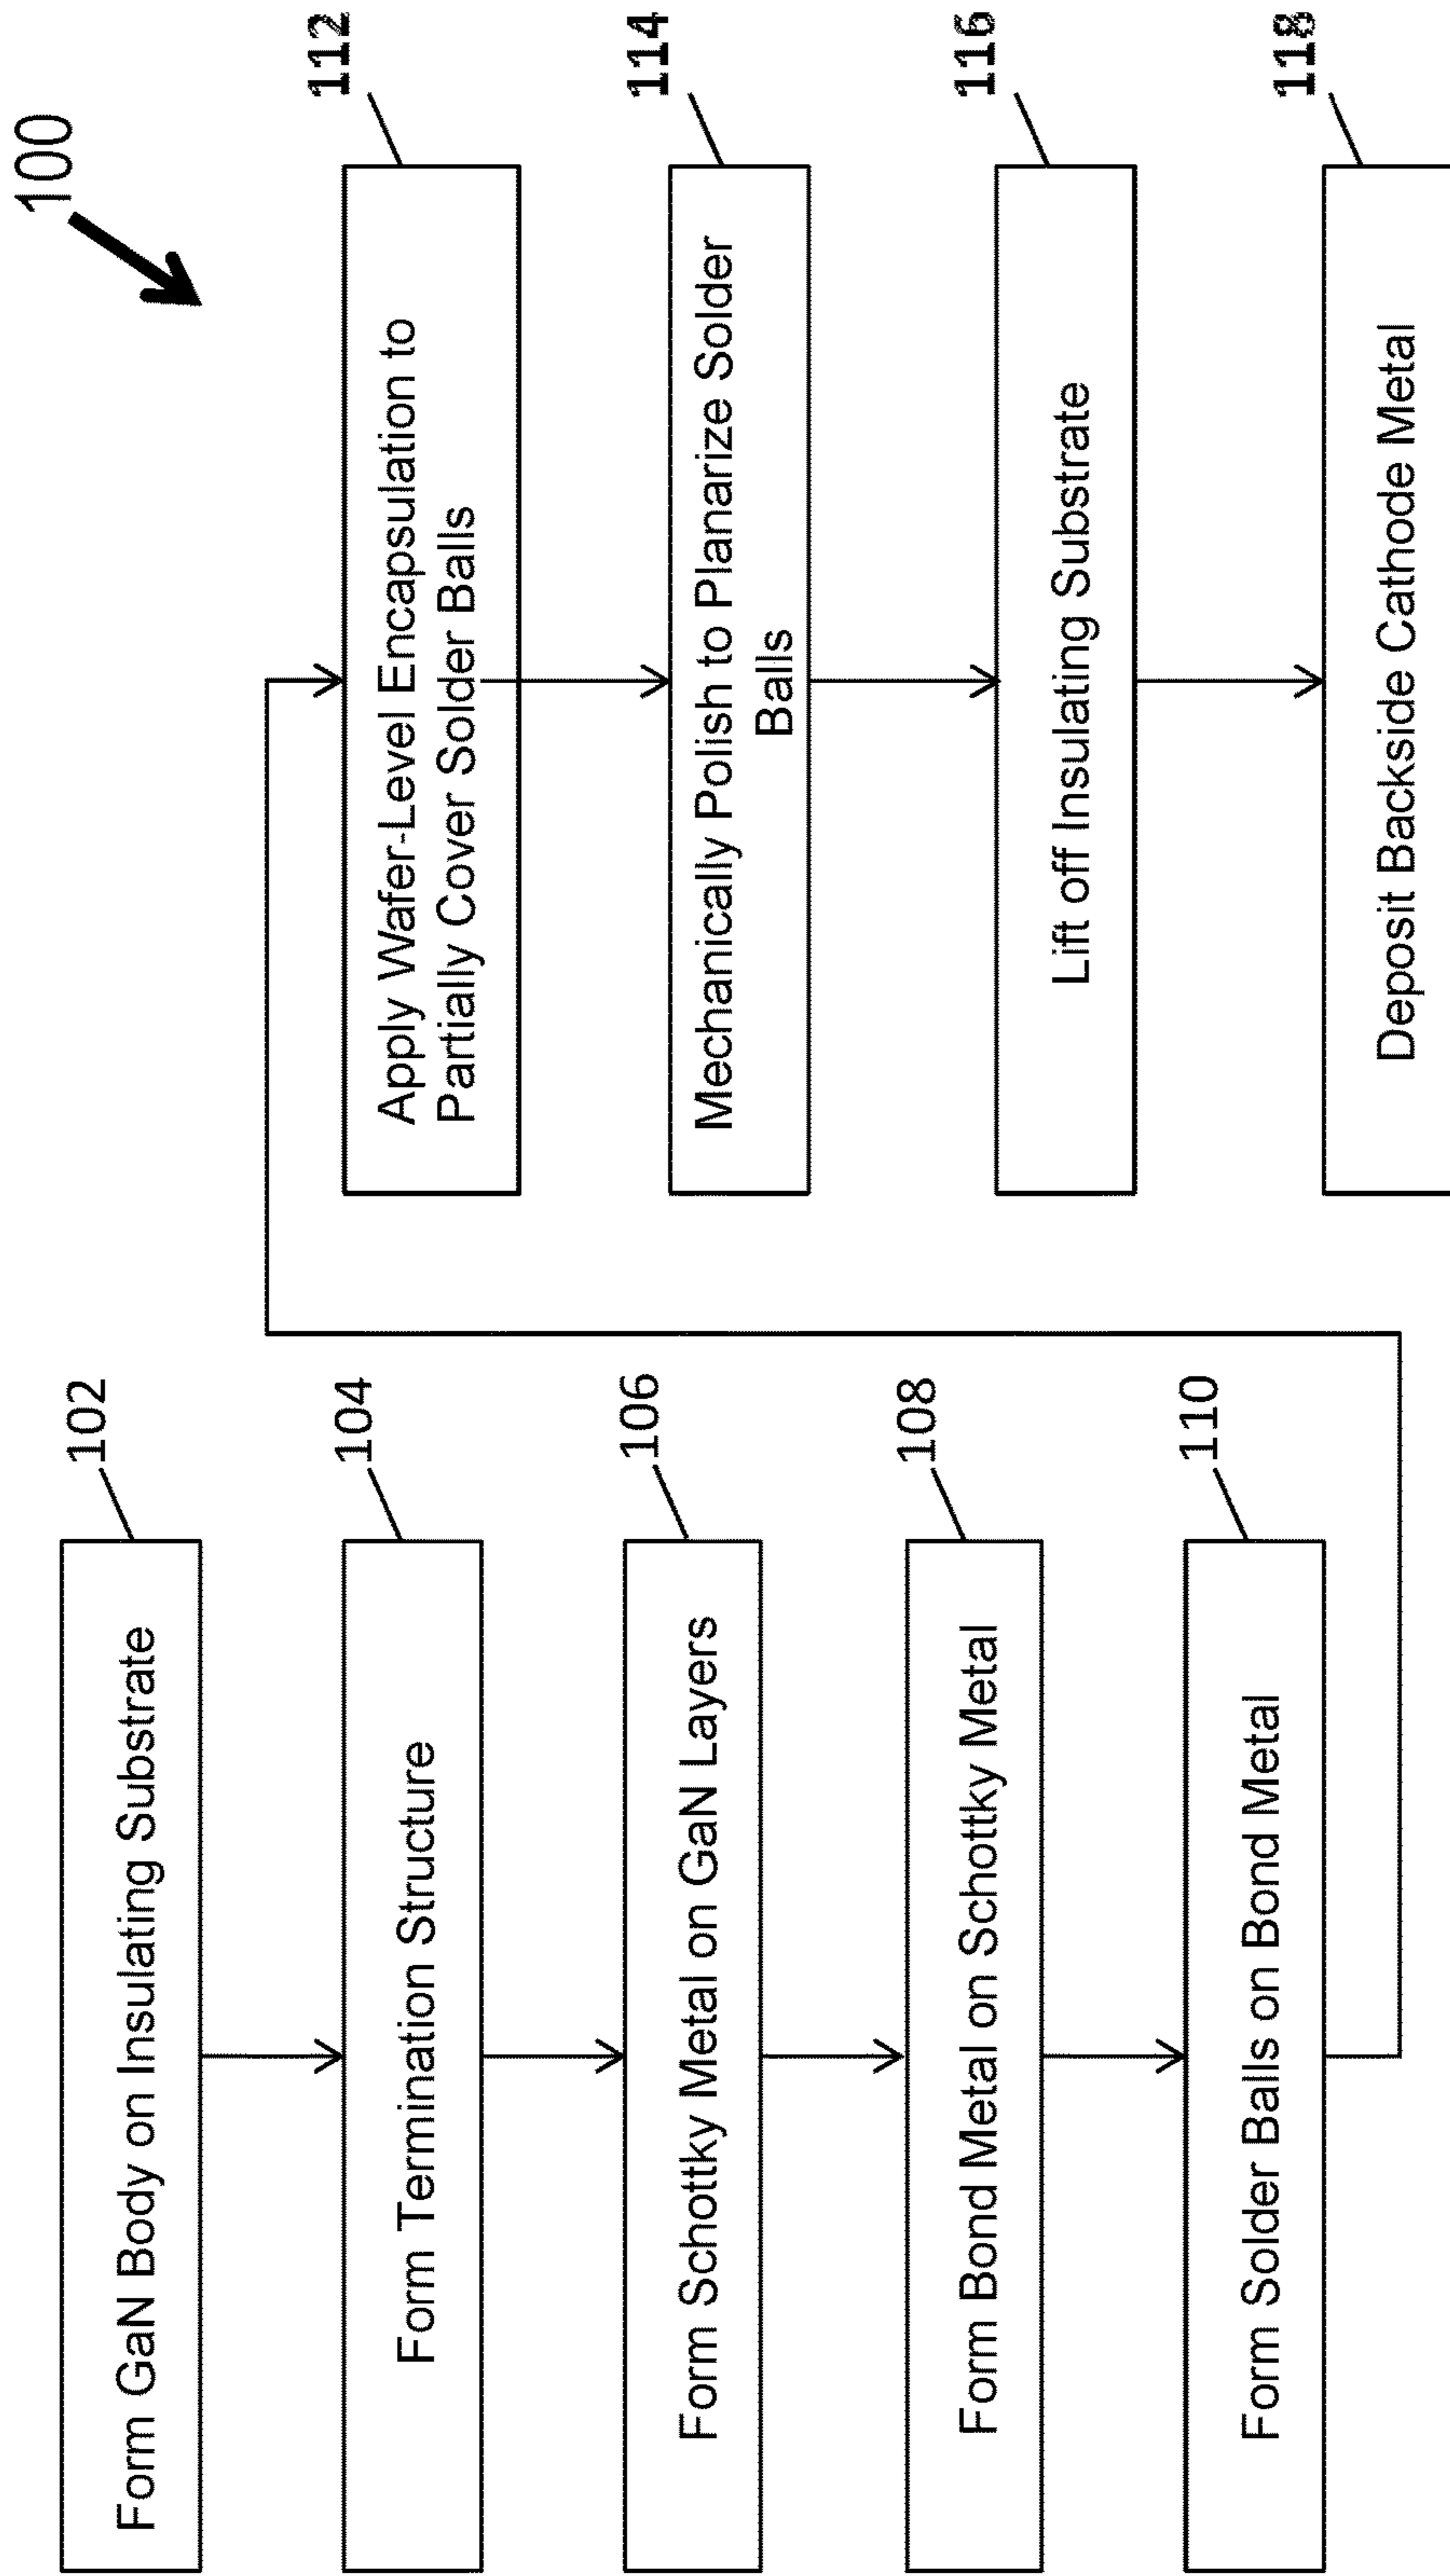 100
102
Form GaN Body on Insulating Substrate
104
Form Termination Structure
106
Form Schottky Metal on GaN Layers
108
Form Bond Metal on Schottky Metal
110
Form Solder Balls on Bond Metal
112
Apply Wafer-Level Encapsulation to
Partially Cover Solder Balls
114
Mechanically Polish to Planarize Solder
Balls
116
Lift off Insulating Substrate
118
Deposit Backside Cathode Metal